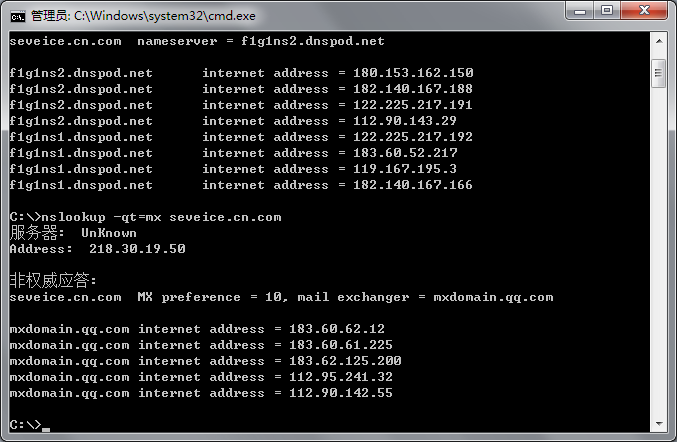 管理员: C:\Windows\system32\cmd.exe
seveice.cn.com  nameserver = f1g1ns2.dnspod.net
f1g1ns2.dnspod.net      internet address = 180.153.162.150
f1g1ns2.dnspod.net      internet address = 182.140.167.188
f1g1ns2.dnspod.net      internet address = 122.225.217.191
f1g1ns2.dnspod.net      internet address = 112.90.143.29
f1g1ns1.dnspod.net      internet address = 122.225.217.192
f1g1ns1.dnspod.net      internet address = 183.60.52.217
f1g1ns1.dnspod.net      internet address = 119.167.195.3
f1g1ns1.dnspod.net      internet address = 182.140.167.166
C:\>nslookup -qt=mx seveice.cn.com
服务器:  UnKnown
Address:  218.30.19.50
非权威应答:
seveice.cn.com  MX preference = 10, mail exchanger = mxdomain.qq.com
mxdomain.qq.com internet address = 183.60.62.12
mxdomain.qq.com internet address = 183.60.61.225
mxdomain.qq.com internet address = 183.62.125.200
mxdomain.qq.com internet address = 112.95.241.32
mxdomain.qq.com internet address = 112.90.142.55
C:\>